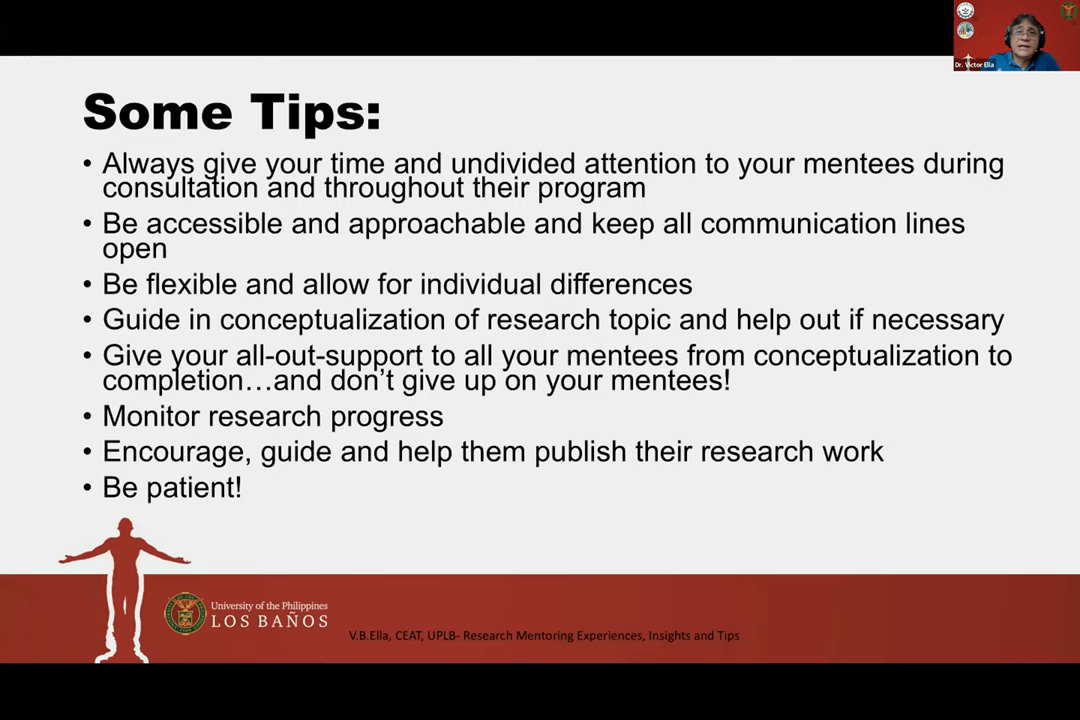 Dr. Victor Ella
Some Tips:
• Always give your time and undivided attention to your mentees during
consultation and throughout their program
• Be accessible and approachable and keep all communication lines
open
• Be flexible and allow for individual differences
• Guide in conceptualization of research topic and help out if necessary
• Give your all-out-support to all your mentees from conceptualization to
completion…and don’t give up on your mentees!
• Monitor research progress
• Encourage, guide and help them publish their research work
• Be patient!
University of the Philippines
LOS BAÑOS
V.B.Ella, CEAT, UPLB- Research Mentoring Experiences, Insights and Tips